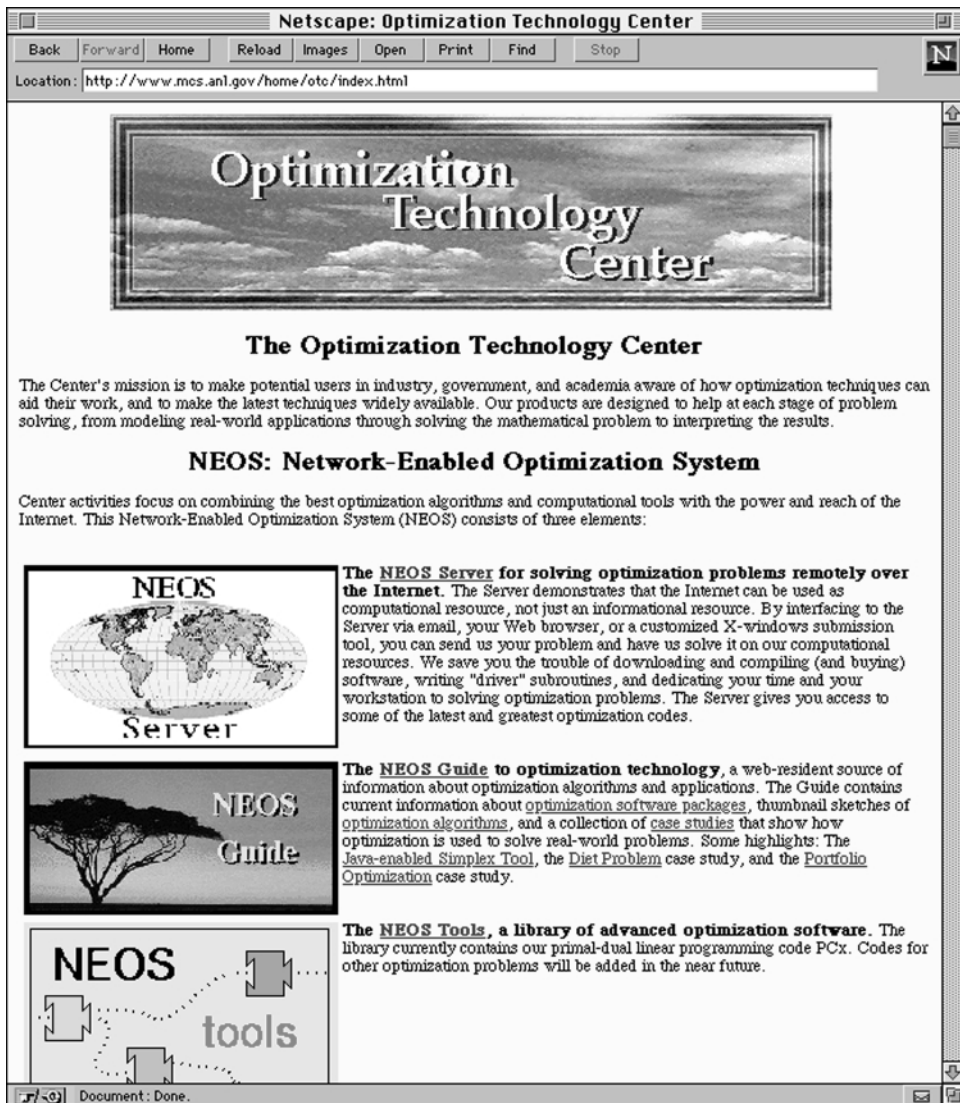 Netscape: Optimization Technology Center
Back Forward Home Reload Images Open Print Find Stop
N
Location: http://www.mcs.anl.gov/home/otc/index.html
Optimization
Technology
Center
The Optimization Technology Center
The Center's mission is to make potential users in industry, government, and academia aware of how optimization techniques can
aid their work, and to make the latest techniques widely available. Our products are designed to help at each stage of problem
solving, from modeling real-world applications through solving the mathematical problem to interpreting the results.
NEOS: Network-Enabled Optimization System
Center activities focus on combining the best optimization algorithms and computational tools with the power and reach of the
Internet. This Network-Enabled Optimization System (NEOS) consists of three elements:
NEOS
Server
The NEOS Server for solving optimization problems remotely over
the Internet. The Server demonstrates that the Internet can be used as
computational resource, not just an informational resource. By interfacing to the
Server via email, your Web browser, or a customized X-windows submission
tool, you can send us your problem and have us solve it on our computational
resources. We save you the trouble of downloading and compiling (and buying)
software, writing "driver" subroutines, and dedicating your time and your
workstation to solving optimization problems. The Server gives you access to
some of the latest and greatest optimization codes.
NEOS
Guide
The NEOS Guide to optimization technology, a web-resident source of
information about optimization algorithms and applications. The Guide contains
current information about optimization software packages, thumbnail sketches of
optimization algorithms, and a collection of case studies that show how
optimization is used to solve real-world problems. Some highlights: The
Java-enabled Simplex Tool, the Diet Problem case study, and the Portfolio
Optimization case study.
NEOS
tools
The NEOS Tools, a library of advanced optimization software. The
library currently contains our primal-dual linear programming code PCx. Codes for
other optimization problems will be added in the near future.
Document: Done.